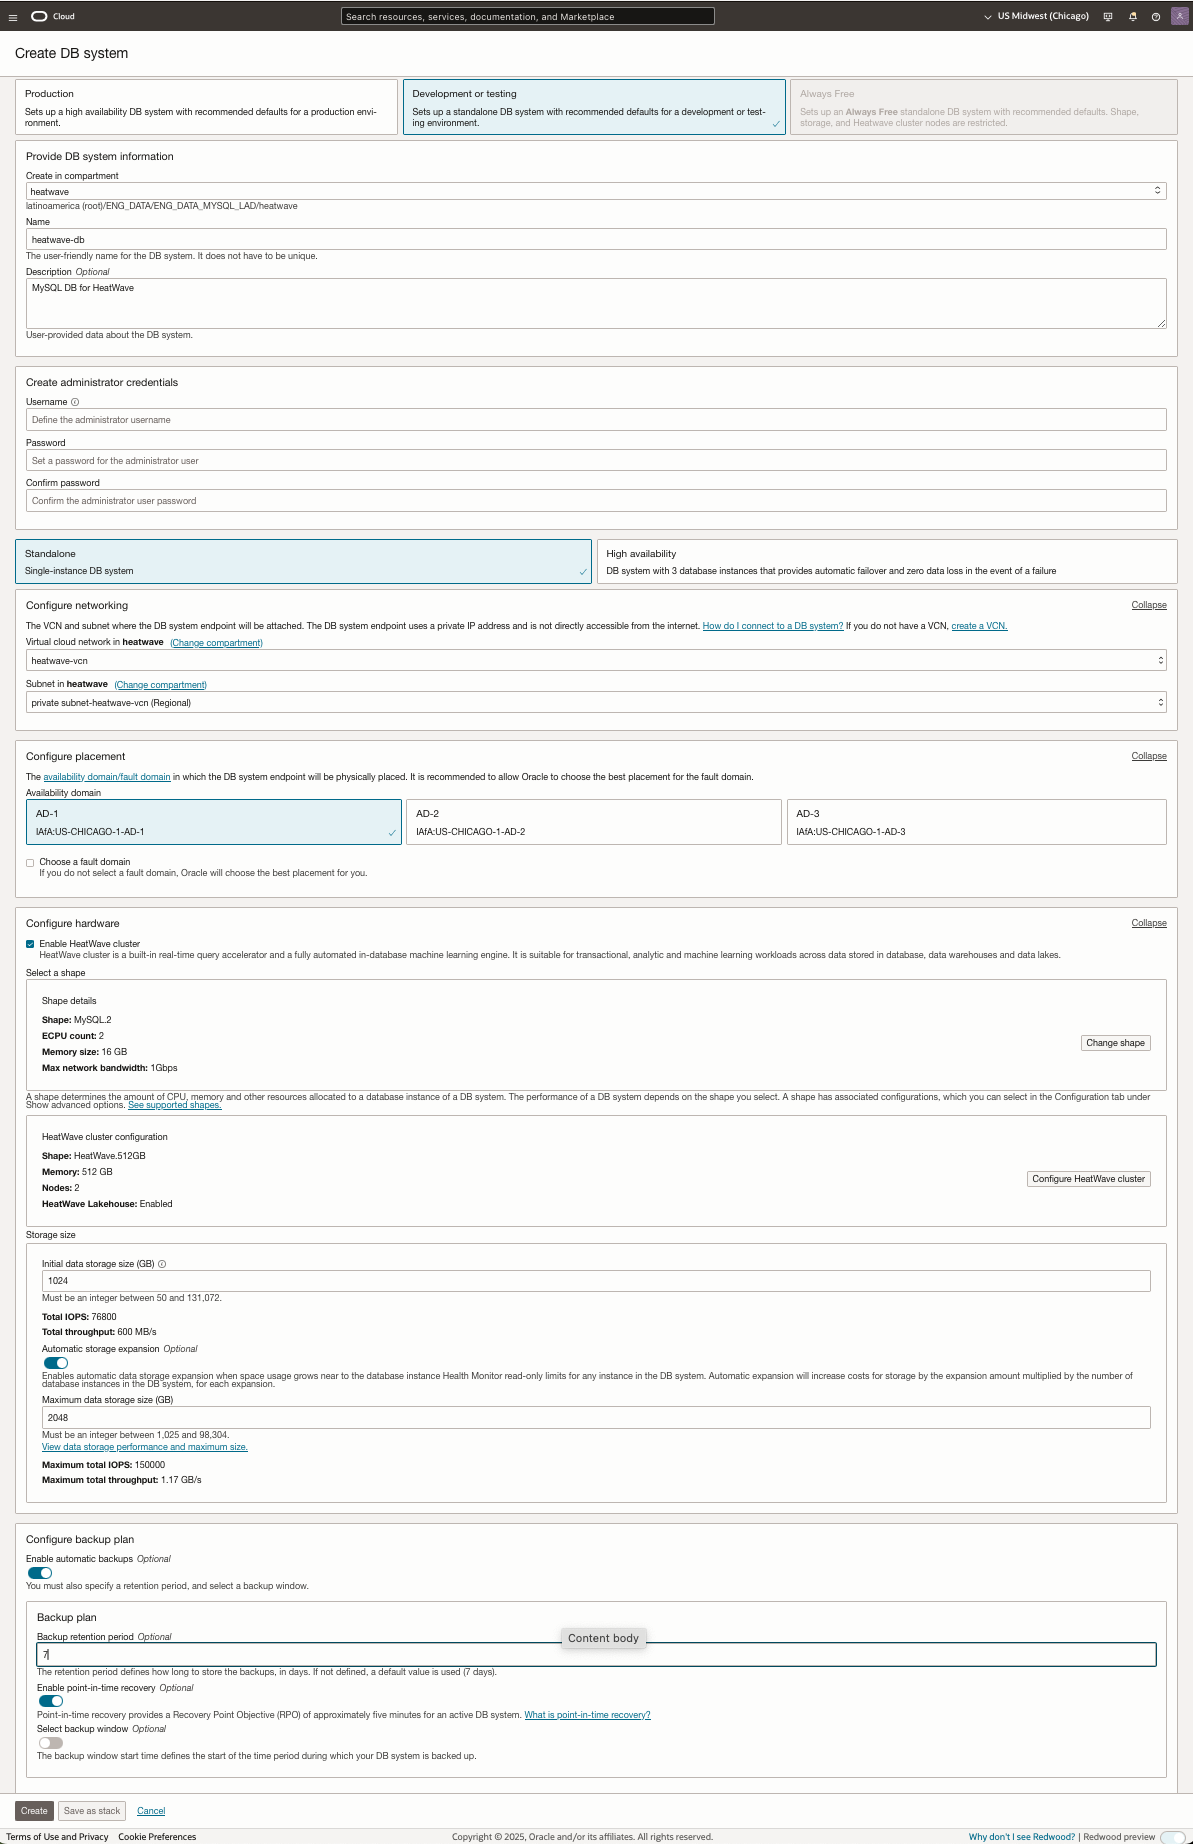 Cloud
Search resources, services, documentation, and Marketplace
US Midwest (Chicago)
Create DB system
Production
Sets up a high availability DB system with recommended defaults for a production envi-
ronment.
Development or testing
Sets up a standalone DB system with recommended defaults for a development or test-
ing environment.
Always Free
Sets up an Always Free standalone DB system with recommended defaults. Shape,
storage, and Heatwave cluster nodes are restricted.
Provide DB system information
Create in compartment
heatwave
latinoamerica (root)/ENG_DATA/ENG_DATA_MYSQL_LAD/heatwave
Name
heatwave-db
The user-friendly name for the DB system. It does not have to be unique.
Description Optional
MySQL DB for HeatWave
User-provided data about the DB system.
Create administrator credentials
Username
Define the administrator username
Password
Set a password for the administrator user
Confirm password
Confirm the administrator user password
Standalone
Single-instance DB system
High availability
DB system with 3 database instances that provides automatic failover and zero data loss in the event of a failure
Configure networking
Collapse
The VCN and subnet where the DB system endpoint will be attached. The DB system endpoint uses a private IP address and is not directly accessible from the internet. How do I connect to a DB system? If you do not have a VCN, create a VCN.
Virtual cloud network in heatwave (Change compartment)
heatwave-vcn
Subnet in heatwave (Change compartment)
private subnet-heatwave-vcn (Regional)
Configure placement
Collapse
The availability domain/fault domain in which the DB system endpoint will be physically placed. It is recommended to allow Oracle to choose the best placement for the fault domain.
Availability domain
AD-1
IAfA:US-CHICAGO-1-AD-1
AD-2
IAfA:US-CHICAGO-1-AD-2
AD-3
IAfA:US-CHICAGO-1-AD-3
Choose a fault domain
If you do not select a fault domain, Oracle will choose the best placement for you.
Configure hardware
Collapse
Enable HeatWave cluster
HeatWave cluster is a built-in real-time query accelerator and a fully automated in-database machine learning engine. It is suitable for transactional, analytic and machine learning workloads across data stored in database, data warehouses and data lakes.
Select a shape
Shape details
Shape: MySQL.2
ECPU count: 2
Memory size: 16 GB
Max network bandwidth: 1Gbps
Change shape
A shape determines the amount of CPU, memory and other resources allocated to a database instance of a DB system. The performance of a DB system depends on the shape you select. A shape has associated configurations, which you can select in the Configuration tab under
Show advanced options. See supported shapes.
HeatWave cluster configuration
Shape: HeatWave.512GB
Memory: 512 GB
Nodes: 2
HeatWave Lakehouse: Enabled
Configure HeatWave cluster
Storage size
Initial data storage size (GB)
1024
Must be an integer between 50 and 131,072.
Total IOPS: 76800
Total throughput: 600 MB/s
Automatic storage expansion Optional
Enables automatic data storage expansion when space usage grows near to the database instance Health Monitor read-only limits for any instance in the DB system. Automatic expansion will increase costs for storage by the expansion amount multiplied by the number of
database instances in the DB system, for each expansion.
Maximum data storage size (GB)
2048
Must be an integer between 1,025 and 98,304.
View data storage performance and maximum size.
Maximum total IOPS: 150000
Maximum total throughput: 1.17 GB/s
Configure backup plan
Enable automatic backups Optional
You must also specify a retention period, and select a backup window.
Backup plan
Backup retention period Optional
Content body
7
The retention period defines how long to store the backups, in days. If not defined, a default value is used (7 days).
Enable point-in-time recovery Optional
Point-in-time recovery provides a Recovery Point Objective (RPO) of approximately five minutes for an active DB system. What is point-in-time recovery?
Select backup window Optional
The backup window start time defines the start of the time period during which your DB system is backed up.
Create
Save as stack
Cancel
Terms of Use and Privacy
Cookie Preferences
Copyright © 2025, Oracle and/or its affiliates. All rights reserved.
Why don't I see Redwood? | Redwood preview